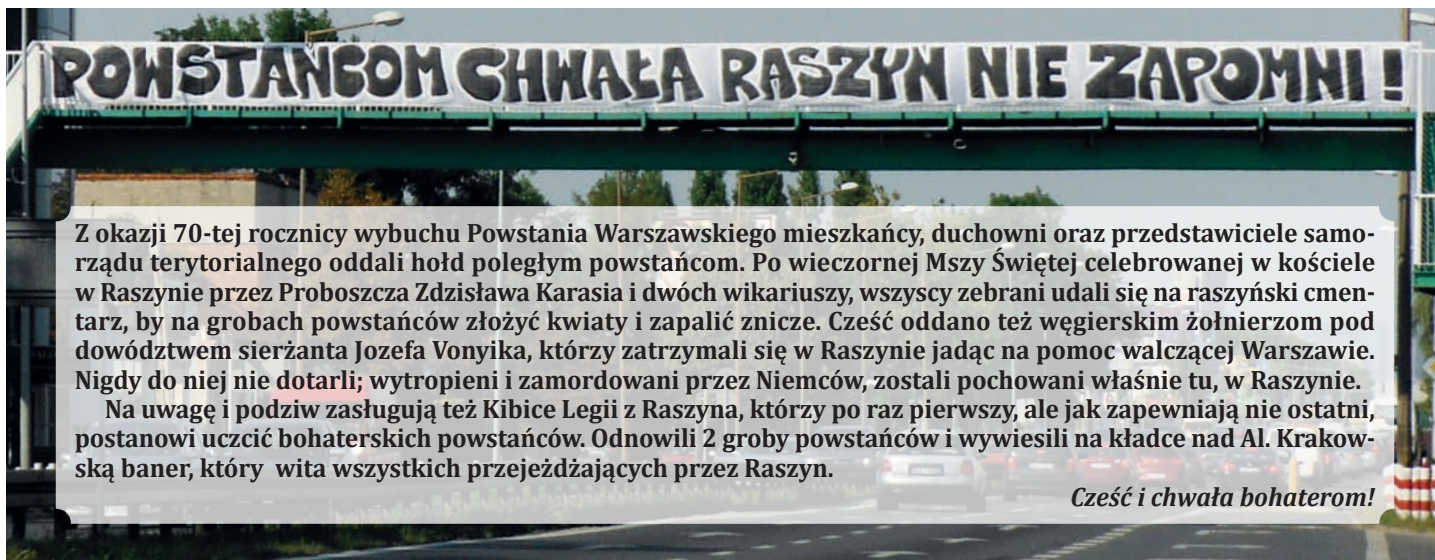 POWSTAŃCOM CHWAŁA RASZYN NIE ZAPOMNI !
Z okazji 70-tej rocznicy wybuchu Powstania Warszawskiego mieszkańcy, duchowni oraz przedstawiciele samo-
rządu terytorialnego oddali hołd poległym powstańcom. Po wieczornej Mszy Świętej celebrowanej w kościele
w Raszynie przez Proboszcza Zdzisława Karasia i dwóch wikariuszy, wszyscy zebrani udali się na raszyński cmen-
tarz, by na grobach powstańców złożyć kwiaty i zapalić znicze. Cześć oddano też węgierskim żołnierzom pod
dowództwem sierżanta Jozefa Vonyika, którzy zatrzymali się w Raszynie jadąc na pomoc walczącej Warszawie.
Nigdy do niej nie dotarli; wytropieni i zamordowani przez Niemców, zostali pochowani właśnie tu, w Raszynie.
Na uwagę i podziw zasługują też Kibice Legii z Raszyna, którzy po raz pierwszy, ale jak zapewniają nie ostatni,
postanowi uczcić bohaterskich powstańców. Odnowili 2 groby powstańców i wywiesili na kładce nad Al. Krakow-
ską baner, który wita wszystkich przejeżdżających przez Raszyn.
Cześć i chwała bohaterom!